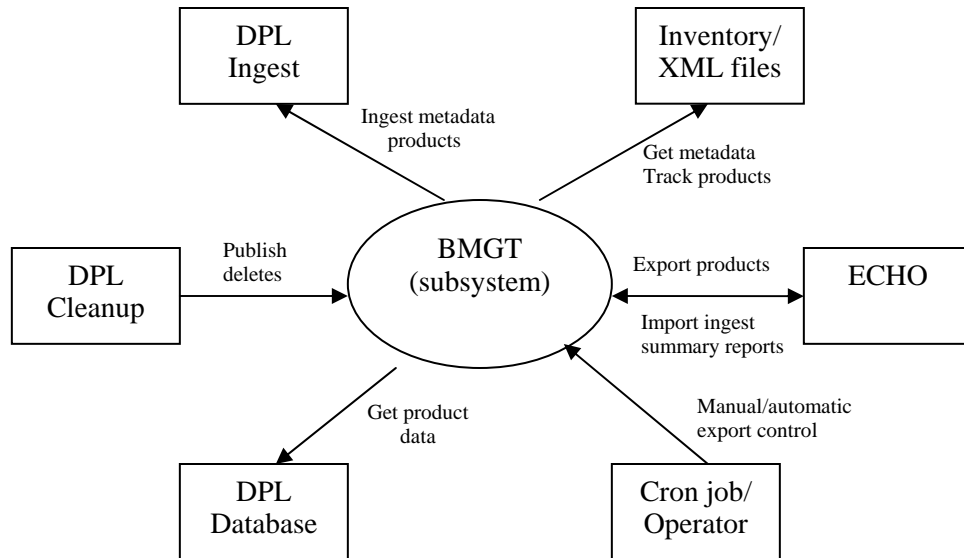 DPL
Ingest
Inventory/
XML files
Ingest metadata
products
Get metadata
Track products
DPL
Cleanup
Publish
deletes
BMGT
(subsystem)
Export products
Import ingest
summary reports
ECHO
Get product
data
Manual/automatic
export control
DPL
Database
Cron job/
Operator